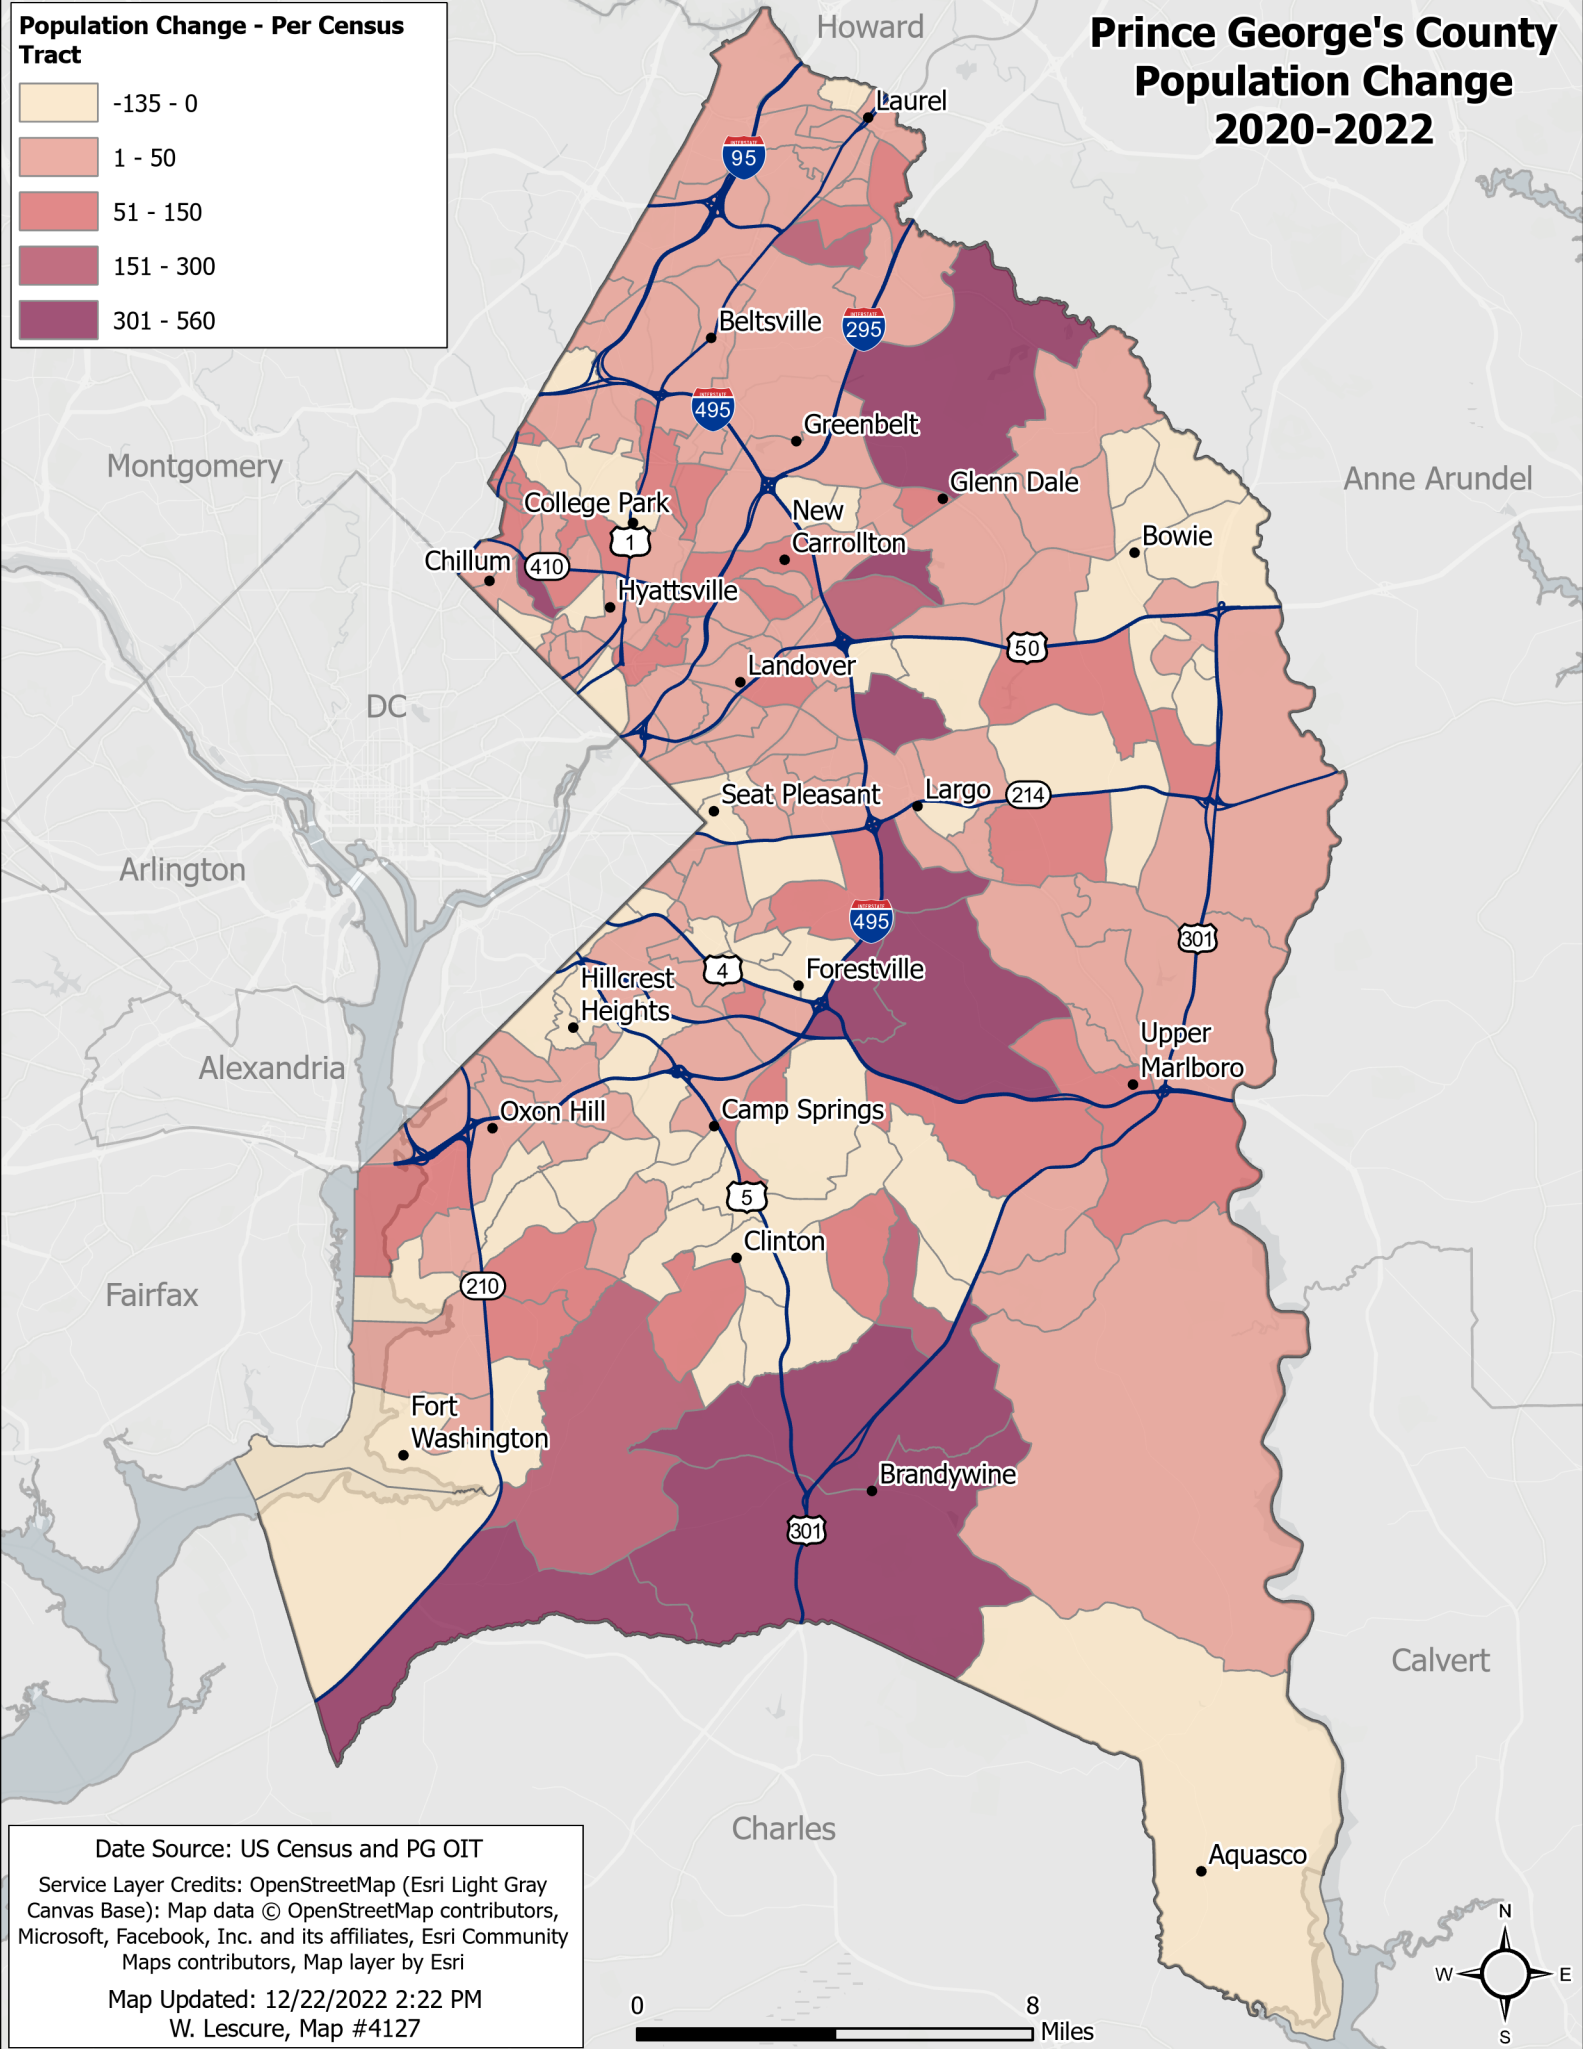 Population Change - Per Census
Tract
-135 - 0
1 - 50
51 - 150
151 - 300
301 - 560
Prince George's County
Population Change
2020-2022
Howard
Laurel
INTERSTATE
95
Beltsville
INTERSTATE
295
INTERSTATE
495
Greenbelt
Montgomery
Glenn Dale
Anne Arundel
College Park
New
Carrollton
Bowie
1
Chillum
410
Hyattsville
50
Landover
DC
Seat Pleasant
Largo
214
Arlington
INTERSTATE
495
301
4
Forestville
Hillcrest
Heights
Upper
Marlboro
Alexandria
Oxon Hill
Camp Springs
5
Clinton
Fairfax
210
Fort
Washington
Brandywine
301
Calvert
Charles
Aquasco
Date Source: US Census and PG OIT
Service Layer Credits: OpenStreetMap (Esri Light Gray
Canvas Base): Map data © OpenStreetMap contributors,
Microsoft, Facebook, Inc. and its affiliates, Esri Community
Maps contributors, Map layer by Esri
Map Updated: 12/22/2022 2:22 PM
W. Lescure, Map #4127
0 8
Miles
N
W E
S